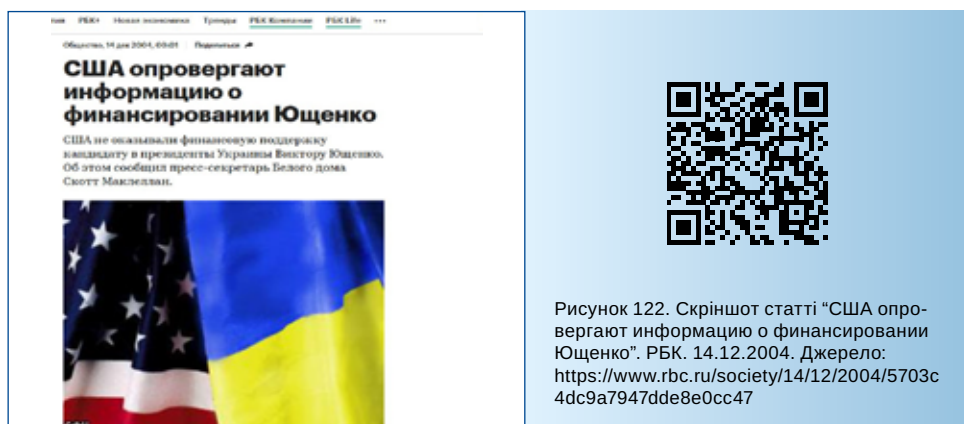 РБК+ Новая экономика Тренды РБК Компании РБК Life ...
Общество, 14 дек 2004, 00:01 Поделиться
США опровергают
информацию о
финансировании Ющенко
США не оказывали финансовую поддержку
кандидату в президенты Украины Виктору Ющенко.
Об этом сообщил пресс-секретарь Белого дома
Скотт Маклеллан.
Рисунок 122. Скріншот статті “США опро-
вергают информацию о финансировании
Ющенко”. РБК. 14.12.2004. Джерело:
https://www.rbc.ru/society/14/12/2004/5703c
4dc9a7947dde8e0cc47